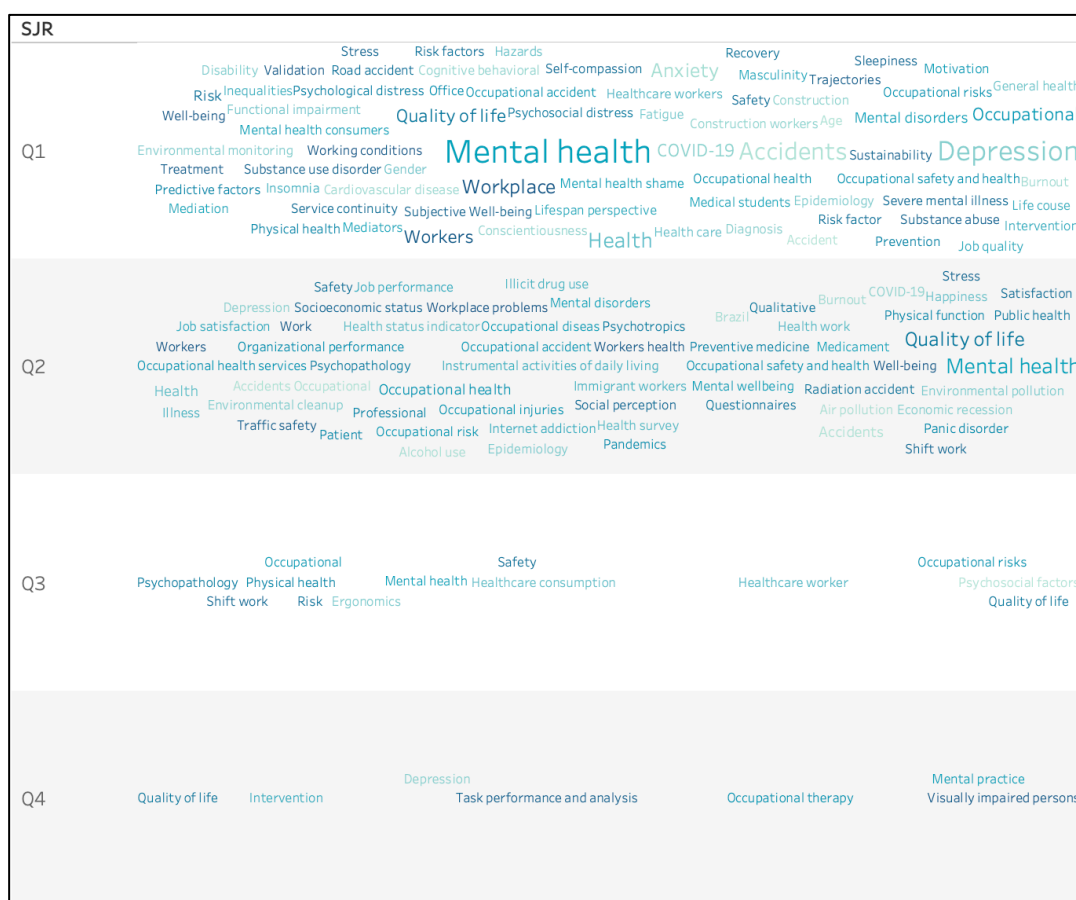 SJR
Stress Risk factors Hazards Recovery
Disability Validation Road accident Cognitive behavioral Self-compassion Anxiety Masculinity Trajectories Sleepiness Motivation
Risk Inequalities Psychological distress Office Occupational accident Healthcare workers Safety Construction Occupational risks General health
Well-being Functional impairment Quality of life Psychosocial distress Fatigue Construction workers Age Mental disorders Occupationa
Mental health consumers
Q1 Environmental monitoring Working conditions Mental health COVID-19 Accidents Sustainability Depression
Treatment Substance use disorder Gender
Predictive factors Insomnia Cardiovascular disease Workplace Mental health shame Occupational health Occupational safety and health Burnout
Mediation Service continuity Subjective Well-being Lifespan perspective Medical students Epidemiology Severe mental illness Life couse
Physical health Mediators Workers Conscientiousness Health Health care Diagnosis Risk factor Substance abuse Intervention
Accident Prevention Job quality
Safety Job performance Illicit drug use Stress
Depression Socioeconomic status Workplace problems Mental disorders Brazil Qualitative Burnout COVID-19 Happiness Satisfaction
Job satisfaction Work Health status indicator Occupational diseas Psychotropics Health work Physical function Public health
Workers Organizational performance Occupational accident Workers health Preventive medicine Medicament Quality of life
Q2 Occupational health services Psychopathology Instrumental activities of daily living Occupational safety and health Well-being Mental health
Health Accidents Occupational Occupational health Immigrant workers Mental wellbeing Radiation accident Environmental pollution
Illness Environmental cleanup Professional Occupational injuries Social perception Questionnaires Air pollution Economic recession
Traffic safety Patient Occupational risk Internet addiction Health survey Accidents Panic disorder
Alcohol use Epidemiology Pandemics Shift work
Occupational Safety Occupational risks
Q3 Psychopathology Physical health Mental health Healthcare consumption Healthcare worker Psychosocial factors
Shift work Risk Ergonomics Quality of life
Depression Mental practice
Q4 Quality of life Intervention Task performance and analysis Occupational therapy Visually impaired persons